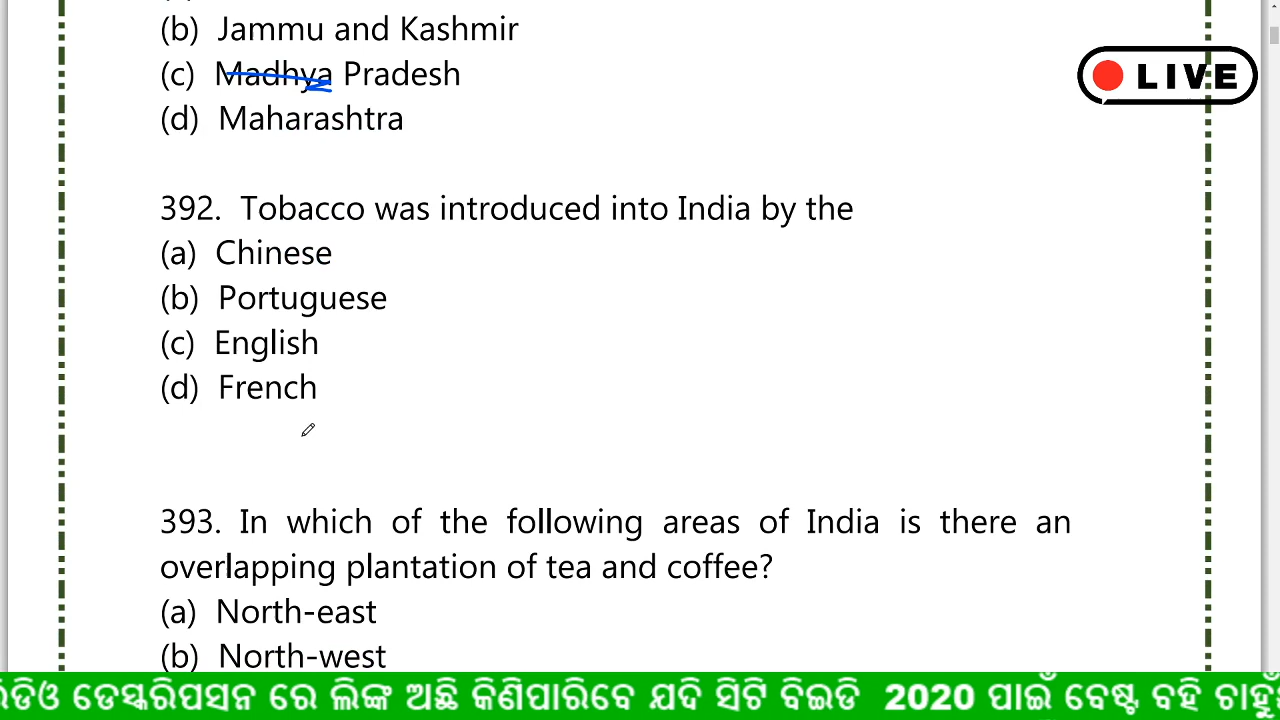 (b) Jammu and Kashmir
(c) Madhya Pradesh
(d) Maharashtra
LIVE
392. Tobacco was introduced into India by the
(a) Chinese
(b) Portuguese
(c) English
(d) French
393. In which of the following areas of India is there an
overlapping plantation of tea and coffee?
(a) North-east
(b) North-west
ଡେସ୍କରିପସନ ରେ ଲିଙ୍କ ଅଛି କିଣିପାରିବେ ଯଦି ସିଟି ବିଇଡି 2020 ପାଇଁ ବେଷ୍ଟ ବହି